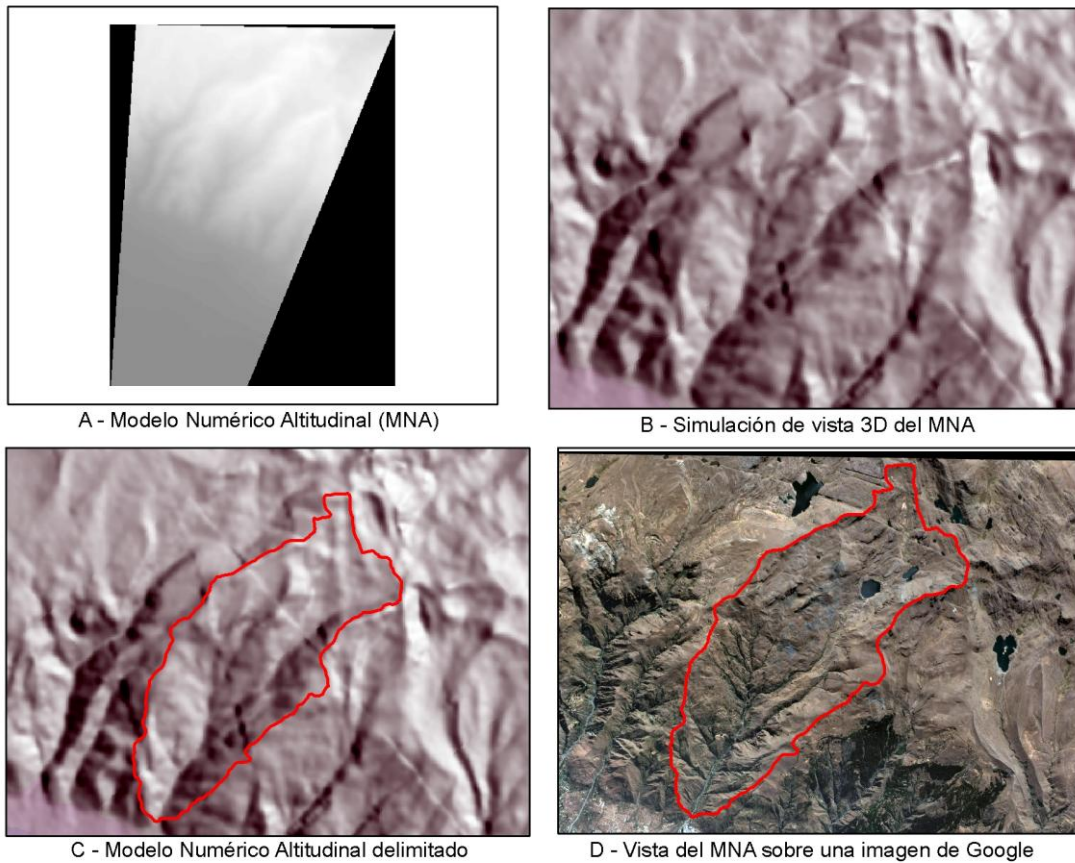 A - Modelo Numérico Altitudinal (MNA)
B - Simulación de vista 3D del MNA
C - Modelo Numérico Altitudinal delimitado
D - Vista del MNA sobre una imagen de Google